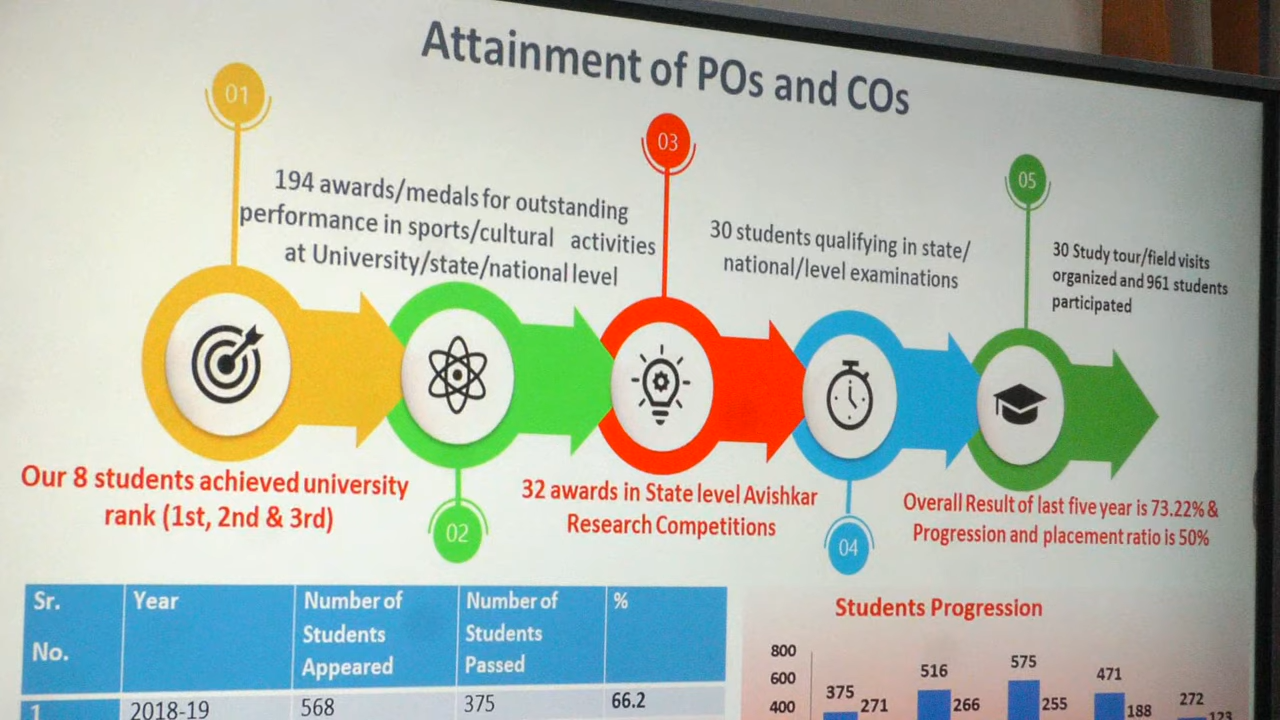 Attainment of POs and COs
01
03
05
194 awards/medals for outstanding
performance in sports/cultural activities
at University/state/national level
30 students qualifying in state/
national/level examinations
30 Study tour/field visits
organized and 961 students
participated
Our 8 students achieved university
rank (1st, 2nd & 3rd)
02
32 awards in State level Avishkar
Research Competitions
04
Overall Result of last five year is 73.22% &
Progression and placement ratio is 50%
Sr.
No.
Year
Number of
Students
Appeared
Number of
Students
Passed
%
1
2018-19
568
375
66.2
Students Progression
800
600
400
375
271
516
266
575
255
471
188
272
123